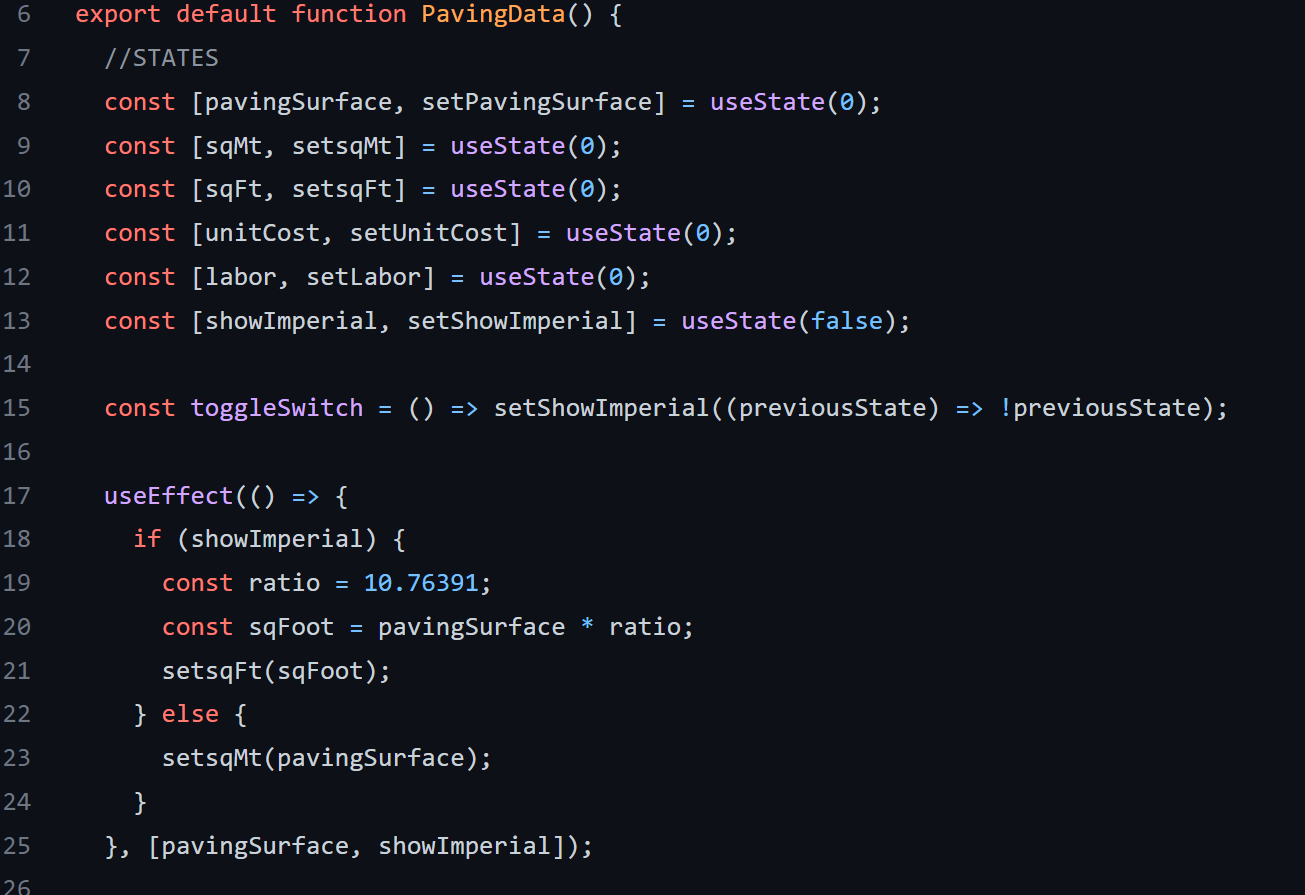 6 export default function PavingData() {
7 //STATES
8 const [pavingSurface, setPavingSurface] = useState(0);
9 const [sqMt, setsqMt] = useState(0);
10 const [sqFt, setsqFt] = useState(0);
11 const [unitCost, setUnitCost] = useState(0);
12 const [labor, setLabor] = useState(0);
13 const [showImperial, setShowImperial] = useState(false);
14
15 const toggleSwitch = () => setShowImperial((previousState) => !previousState);
16
17 useEffect(() => {
18 if (showImperial) {
19 const ratio = 10.76391;
20 const sqFoot = pavingSurface * ratio;
21 setsqFt(sqFoot);
22 } else {
23 setsqMt(pavingSurface);
24 }
25 }, [pavingSurface, showImperial]);
26